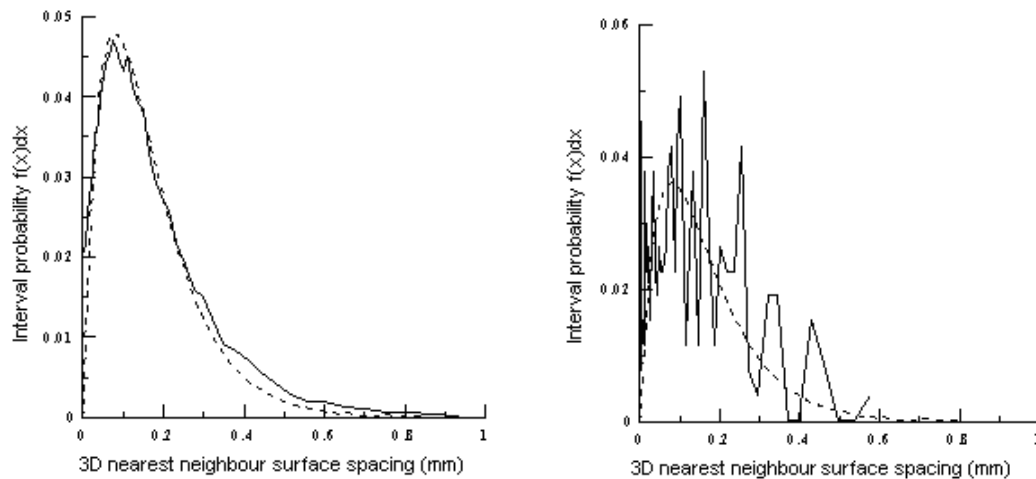 Interval probability f(x)dx
0.05
0.04
0.03
0.02
0.01
0
0 0.2 0.4 0.6 0.8 1
3D nearest neighbour surface spacing (mm)
Interval probability f(x)dx
0.06
0.04
0.02
0
0 0.2 0.4 0.6 0.8 1
3D nearest neighbour surface spacing (mm)